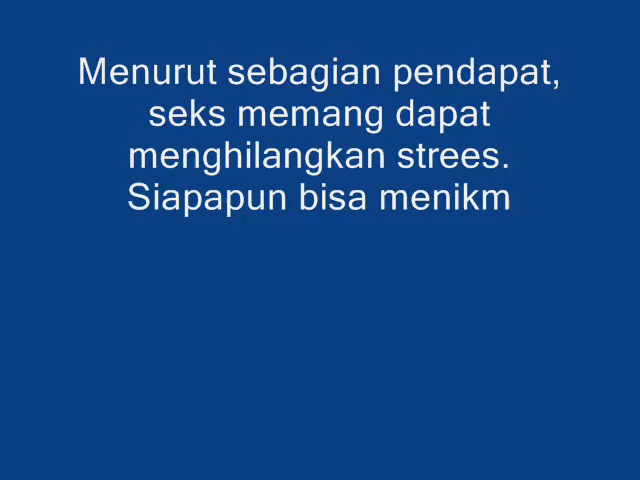 Menurut sebagian pendapat,
seks memang dapat
menghilangkan strees.
Siapapun bisa menikm